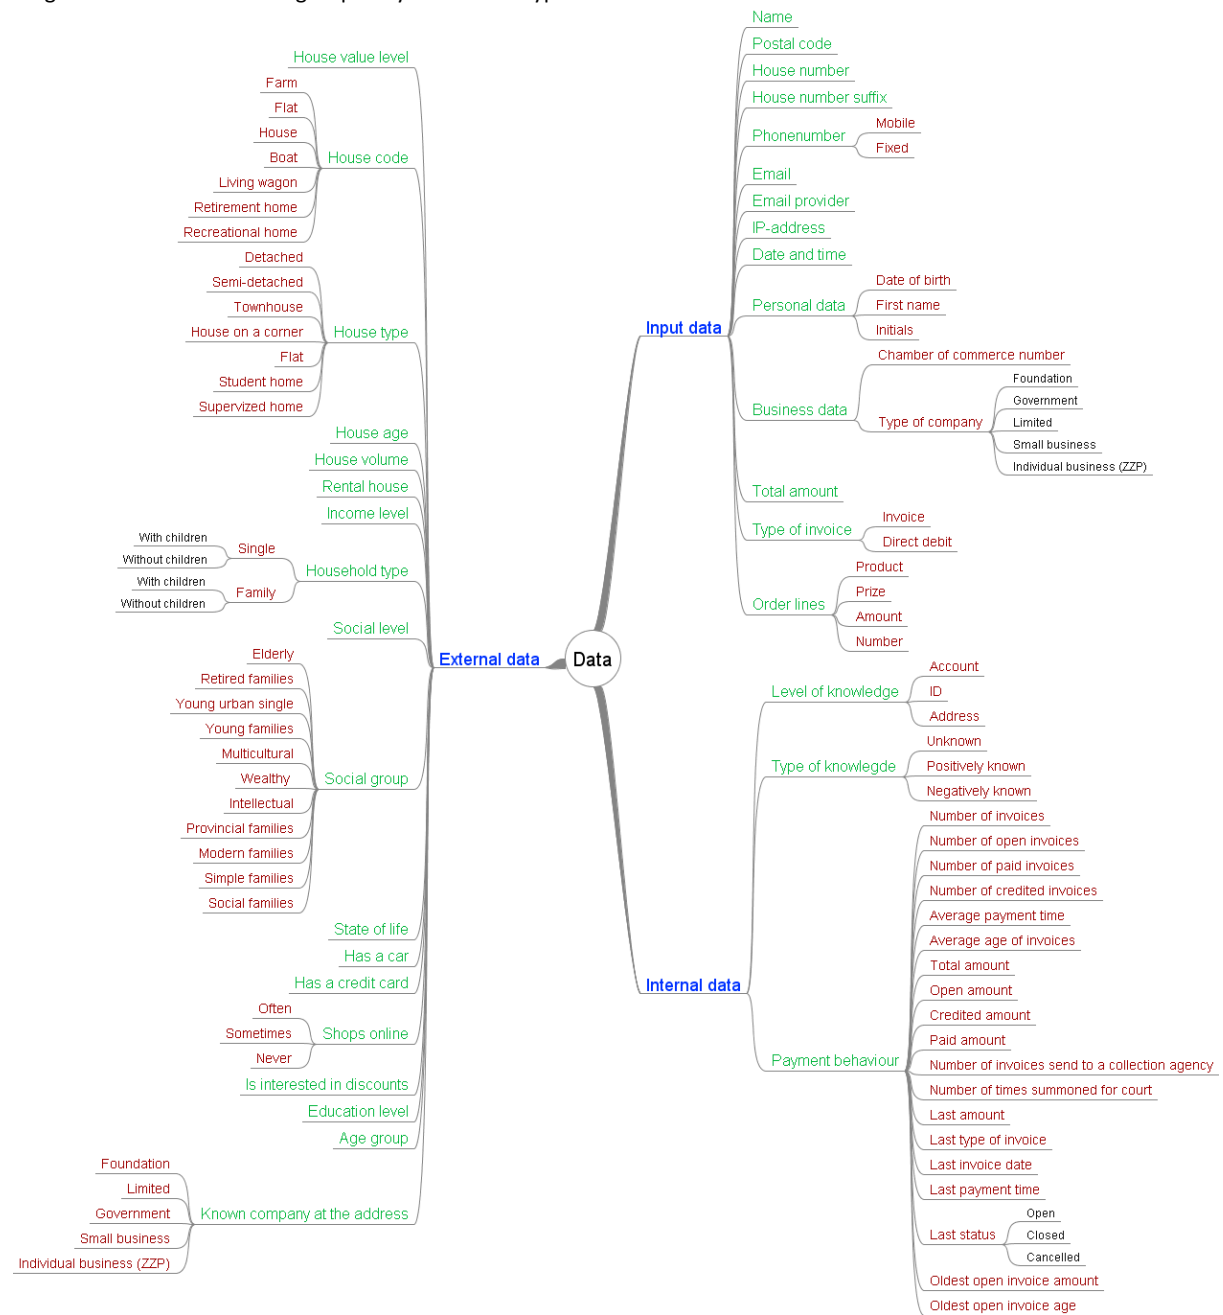 House value level
Farm
Flat
House
Boat
Living wagon
Retirement home
Recreational home
House code
Detached
Semi-detached
Townhouse
House on a corner
Flat
Student home
Supervized home
House type
House age
House volume
Rental house
Income level
With children
Without children
Single
With children
Without children
Family
Household type
Social level
Elderly
Retired families
Young urban single
Young families
Multicultural
Wealthy
Intellectual
Provincial families
Modern families
Simple families
Social families
Social group
State of life
Has a car
Has a credit card
Often
Sometimes
Never
Shops online
Is interested in discounts
Education level
Age group
Foundation
Limited
Government
Small business
Individual business (ZZP)
Known company at the address
External data
Data
Input data
Name
Postal code
House number
House number suffix
Phonenumber
Mobile
Fixed
Email
Email provider
IP-address
Date and time
Personal data
Date of birth
First name
Initials
Business data
Chamber of commerce number
Type of company
Foundation
Government
Limited
Small business
Individual business (ZZP)
Total amount
Type of invoice
Invoice
Direct debit
Order lines
Product
Prize
Amount
Number
Internal data
Level of knowledge
Account
ID
Address
Type of knowlegde
Unknown
Positively known
Negatively known
Payment behaviour
Number of invoices
Number of open invoices
Number of paid invoices
Number of credited invoices
Average payment time
Average age of invoices
Total amount
Open amount
Credited amount
Paid amount
Number of invoices send to a collection agency
Number of times summoned for court
Last amount
Last type of invoice
Last invoice date
Last payment time
Last status
Open
Closed
Cancelled
Oldest open invoice amount
Oldest open invoice age